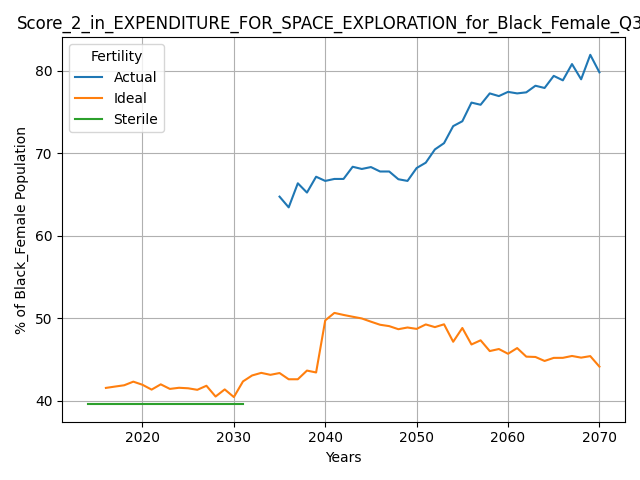 Score_2_in_EXPENDITURE_FOR_SPACE_EXPLORATION_for_Black_Female_Q3
Fertility
Actual
Ideal
Sterile
% of Black_Female Population
80
70
60
50
40
2020 2030 2040 2050 2060 2070
Years